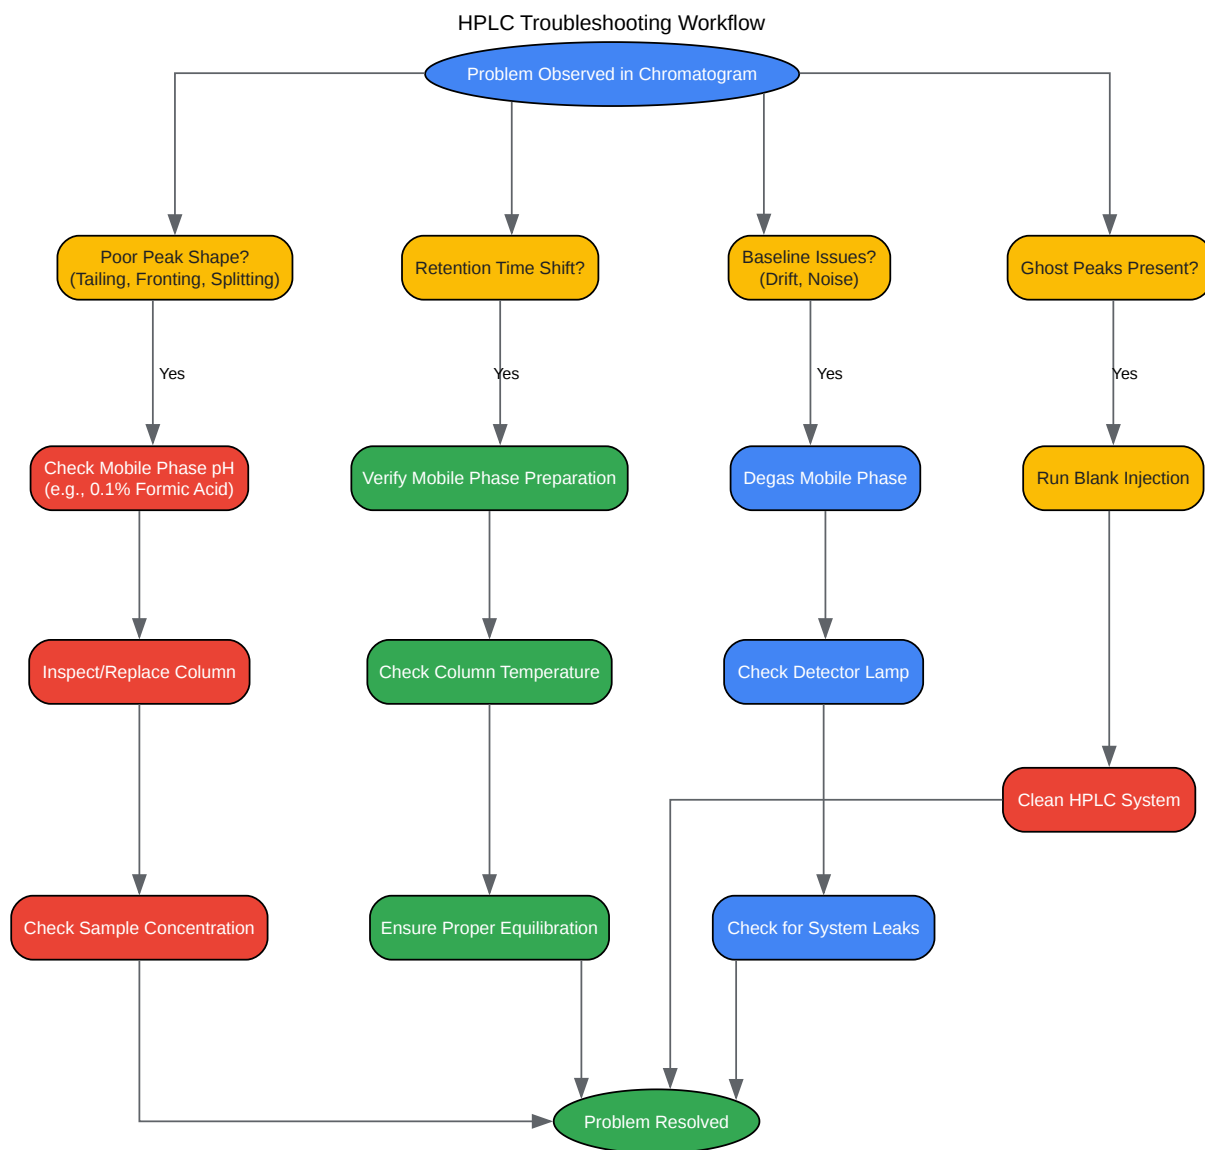 HPLC Troubleshooting Workflow
Problem Observed in Chromatogram
Poor Peak Shape?
(Tailing, Fronting, Splitting)
Retention Time Shift?
Baseline Issues?
(Drift, Noise)
Ghost Peaks Present?
Yes
Yes
Yes
Yes
Check Mobile Phase pH
(e.g., 0.1% Formic Acid)
Verify Mobile Phase Preparation
Degas Mobile Phase
Run Blank Injection
Inspect/Replace Column
Check Column Temperature
Check Detector Lamp
Clean HPLC System
Check Sample Concentration
Ensure Proper Equilibration
Check for System Leaks
Problem Resolved